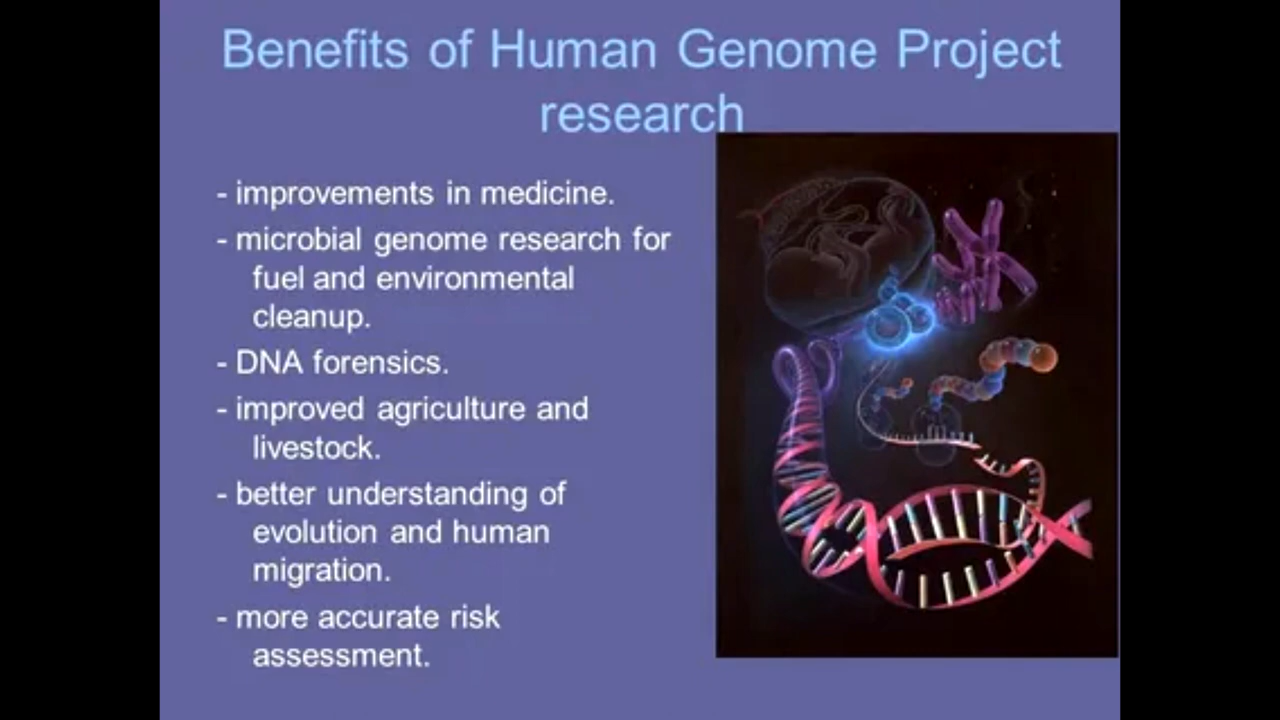 Benefits of Human Genome Project
research
- improvements in medicine.
- microbial genome research for
fuel and environmental
cleanup.
- DNA forensics.
- improved agriculture and
livestock.
- better understanding of
evolution and human
migration.
- more accurate risk
assessment.